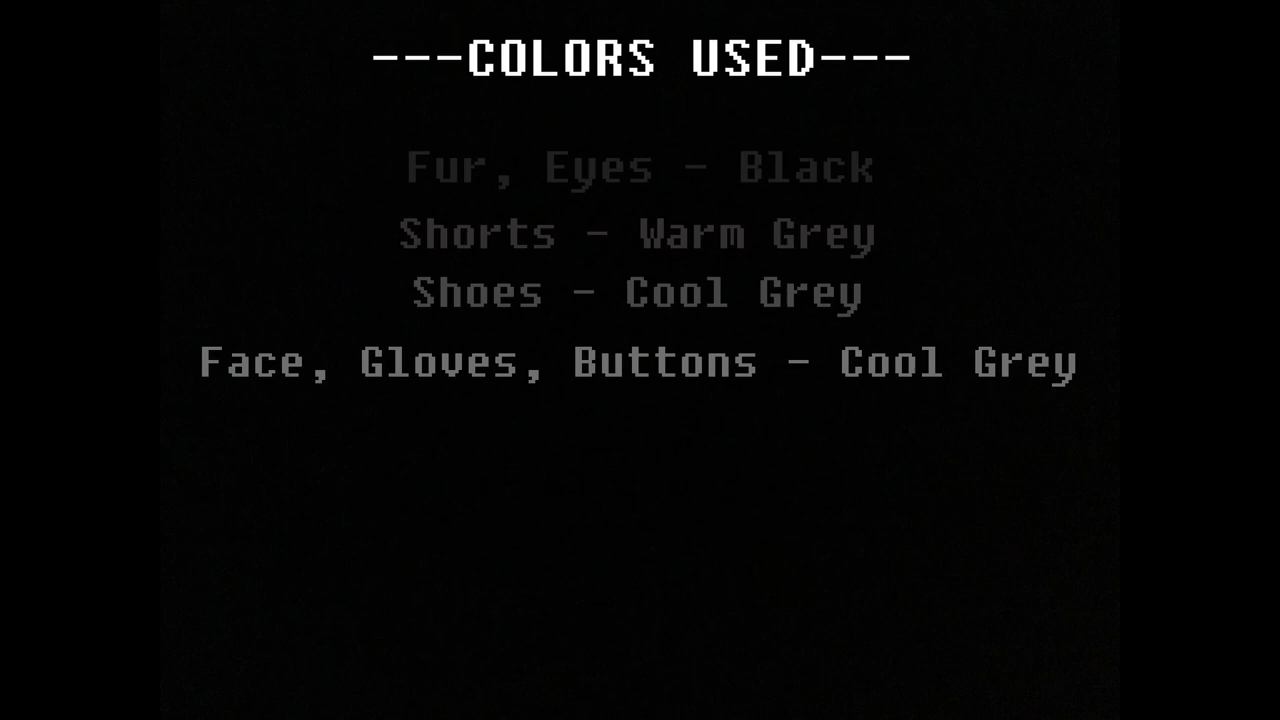 ---COLORS USED---
Fur, Eyes - Black
Shorts - Warm Grey
Shoes - Cool Grey
Face, Gloves, Buttons - Cool Grey